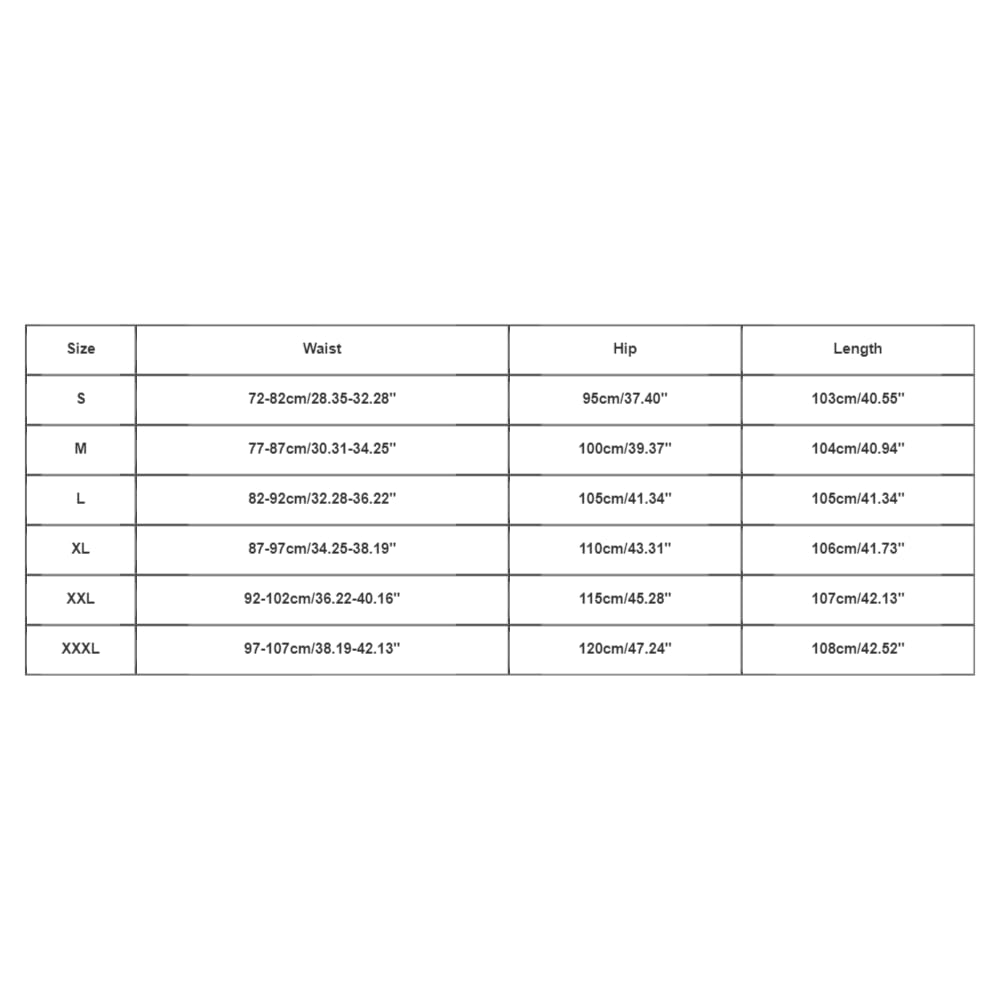 Size Waist Hip Length
S 72-82cm/28.35-32.28" 95cm/37.40" 103cm/40.55"
M 77-87cm/30.31-34.25" 100cm/39.37" 104cm/40.94"
L 82-92cm/32.28-36.22" 105cm/41.34" 105cm/41.34"
XL 87-97cm/34.25-38.19" 110cm/43.31" 106cm/41.73"
XXL 92-102cm/36.22-40.16" 115cm/45.28" 107cm/42.13"
XXXL 97-107cm/38.19-42.13" 120cm/47.24" 108cm/42.52"